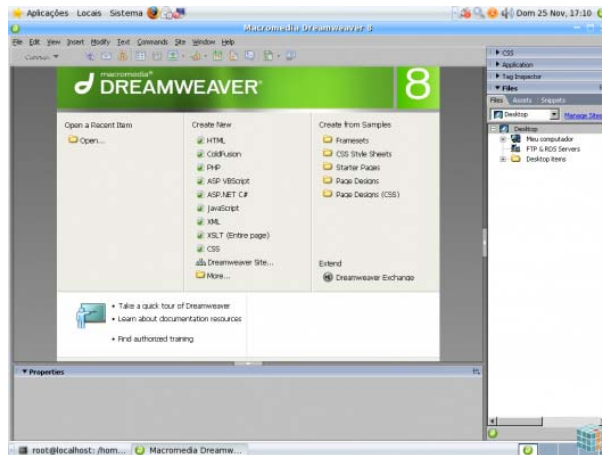 Aplicações Locais Sistema Dom 25 Nov, 17:10
Macromedia Dreamweaver 8
File Edit View Insert Modify Text Commands Site Window Help
Common
CSS
Application
Tag Inspector
Files
Files Assets Snippets
Desktop Manage Sites
Desktop
Meu computador
FTP & RDS Servers
Desktop items
macromedia®
DREAMWEAVER® 8
Open a Recent Item
Open...
Create New
HTML
ColdFusion
PHP
ASP VBScript
ASP.NET C#
JavaScript
XML
XSLT (Entire page)
CSS
Dreamweaver Site...
More...
Create from Samples
Framesets
CSS Style Sheets
Starter Pages
Page Designs
Page Designs (CSS)
Extend
Dreamweaver Exchange
• Take a quick tour of Dreamweaver
• Learn about documentation resources
• Find authorized training
Properties
root@localhost: /hom... Macromedia Dreamw...